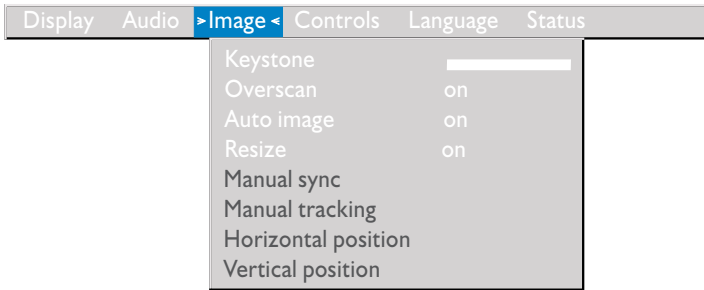 Display Audio >Image< Controls Language Status
Keystone
Overscan on
Auto image on
Resize on
Manual sync
Manual tracking
Horizontal position
Vertical position